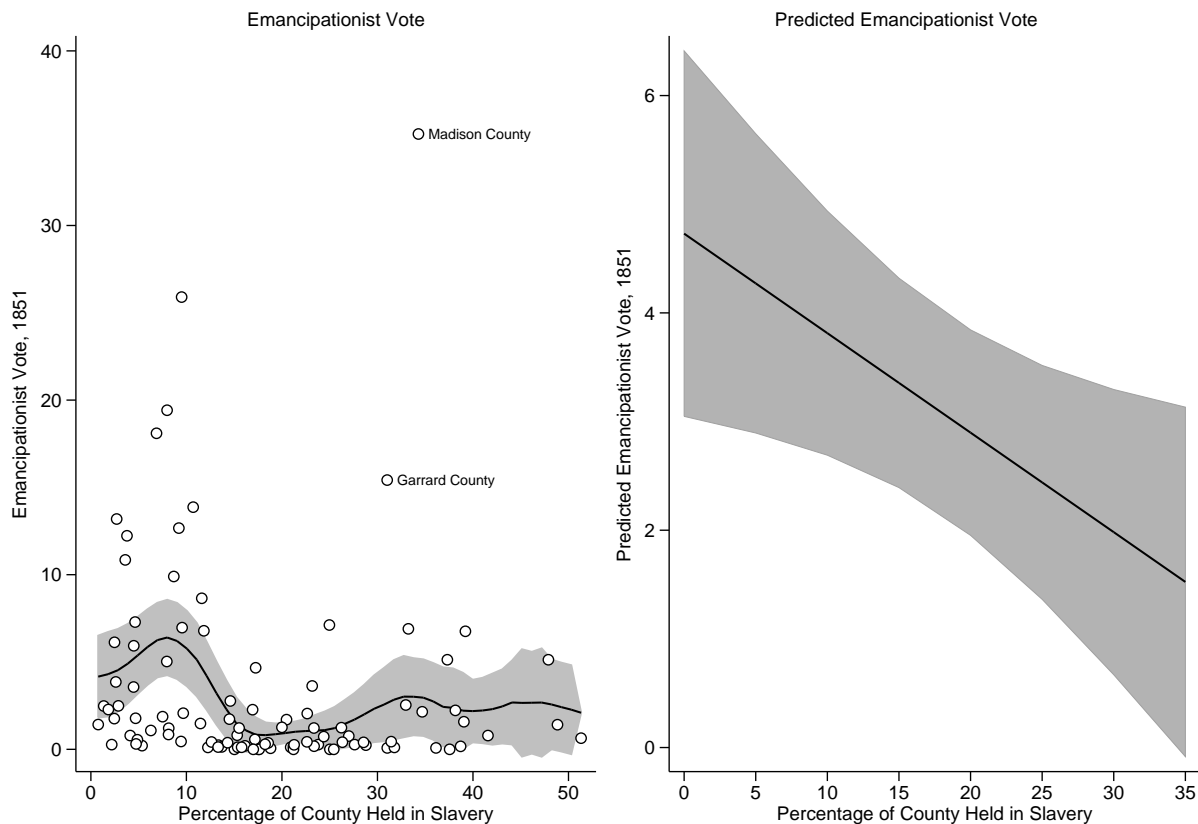 Emancipationist Vote
Emancipationist Vote, 1851
40
30
20
10
0
Madison County
Garrard County
0 10 20 30 40 50
Percentage of County Held in Slavery
Predicted Emancipationist Vote
Predicted Emancipationist Vote, 1851
6
4
2
0
0 5 10 15 20 25 30 35
Percentage of County Held in Slavery